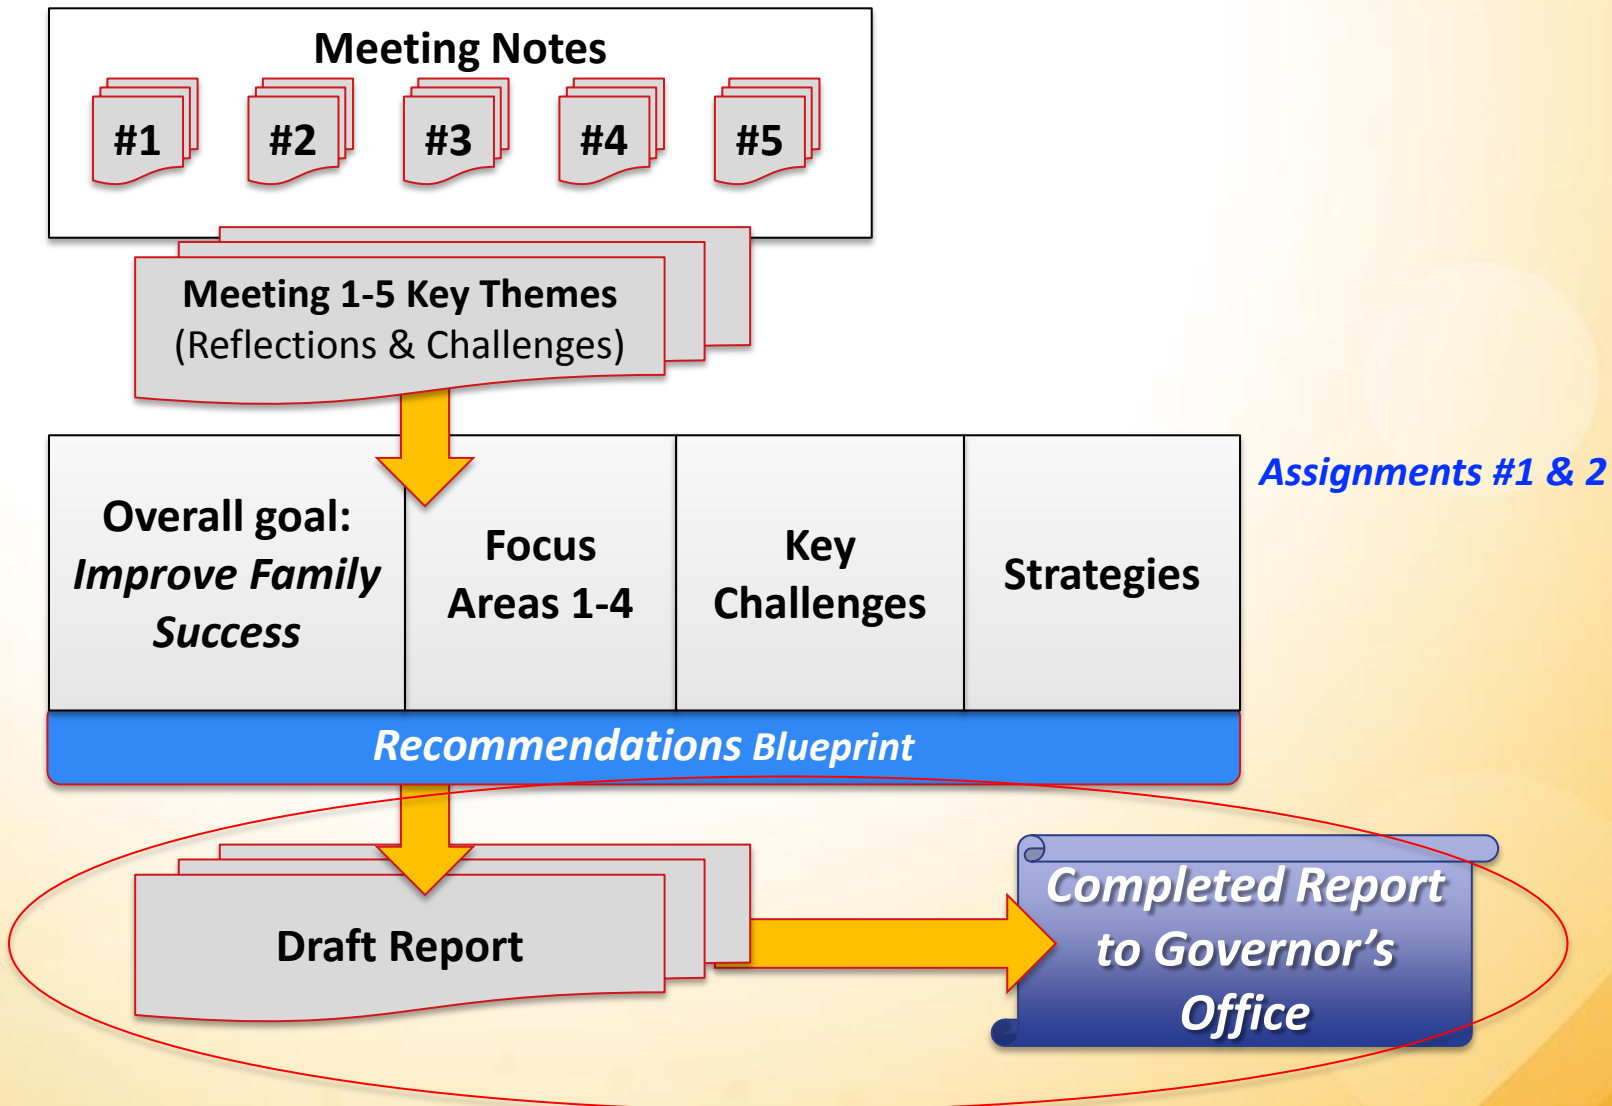 Meeting Notes
#1
#2
#3
#4
#5
Meeting 1-5 Key Themes
(Reflections & Challenges)
Overall goal:
Improve Family
Success
Focus
Areas 1-4
Key
Challenges
Strategies
Assignments #1 & 2
Recommendations Blueprint
Draft Report
Completed Report
to Governor’s
Office